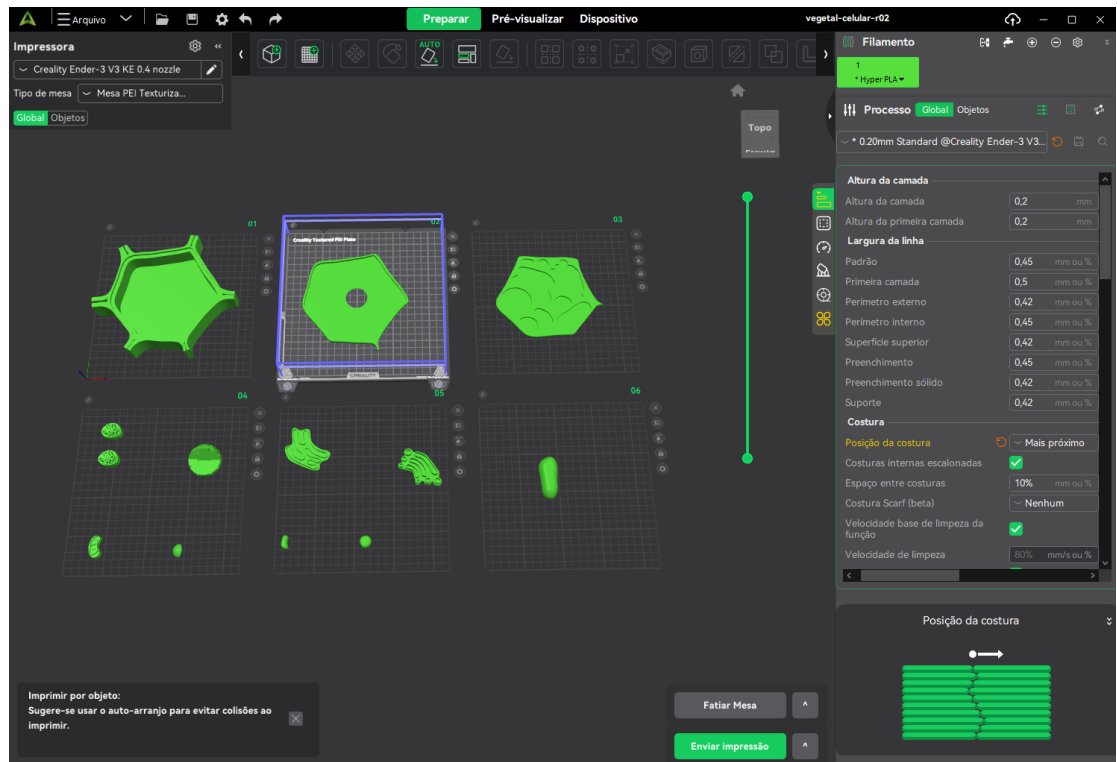 Arquivo
Preparar
Pré-visualizar
Dispositivo
vegetal-celular-r02
Impressora
Creality Ender-3 V3 KE 0.4 nozzle
Tipo de mesa
Mesa PEI Texturiza...
Global
Objetos
AUTO
Topo
01
02
03
Creality Textured PEI Plate
CREALITY
04
05
06
Filamento
1
* Hyper PLA
Processo
Global
Objetos
* 0.20mm Standard @Creality Ender-3 V3...
Altura da camada
Altura da camada 0,2 mm
Altura da primeira camada 0,2 mm
Largura da linha
Padrão 0,45 mm ou %
Primeira camada 0,5 mm ou %
Perímetro externo 0,42 mm ou %
Perímetro interno 0,45 mm ou %
Superfície superior 0,42 mm ou %
Preenchimento 0,45 mm ou %
Preenchimento sólido 0,42 mm ou %
Suporte 0,42 mm ou %
Costura
Posição da costura Mais próximo
Costuras internas escalonadas
Espaço entre costuras 10% mm ou %
Costura Scarf (beta) Nenhum
Velocidade base de limpeza da
função
Velocidade de limpeza 80% mm/s ou %
Posição da costura
Imprimir por objeto:
Sugere-se usar o auto-arranjo para evitar colisões ao
imprimir.
Fatiar Mesa
Enviar impressão